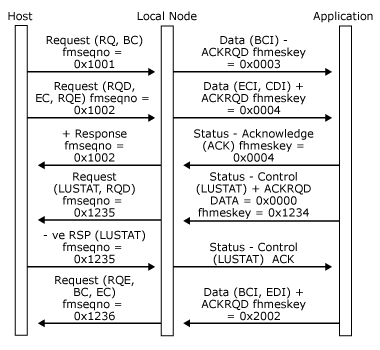 Host
Local Node
Application
Request (RQ, BC)
fmseqno =
0x1001
Data (BCI) -
ACKRQD fhmeskey
= 0x0003
Request (RQD,
EC, RQE) fmseqno =
0x1002
Data (ECI, CDI) +
ACKRQD fhmeskey
= 0x0004
+ Response
fmseqno =
0x1002
Status - Acknowledge
(ACK) fhmeskey =
0x0004
Request
(LUSTAT, RQD)
fmseqno =
0x1235
Status - Control
(LUSTAT) + ACKRQD
DATA = 0x0000
fhmeskey = 0x1234
- ve RSP (LUSTAT)
fmseqno =
0x1235
Status - Control
(LUSTAT) ACK
Request (RQE,
BC, EC)
fmseqno =
0x1236
Data (BCI, EDI) +
ACKRQD fhmeskey
= 0x2002